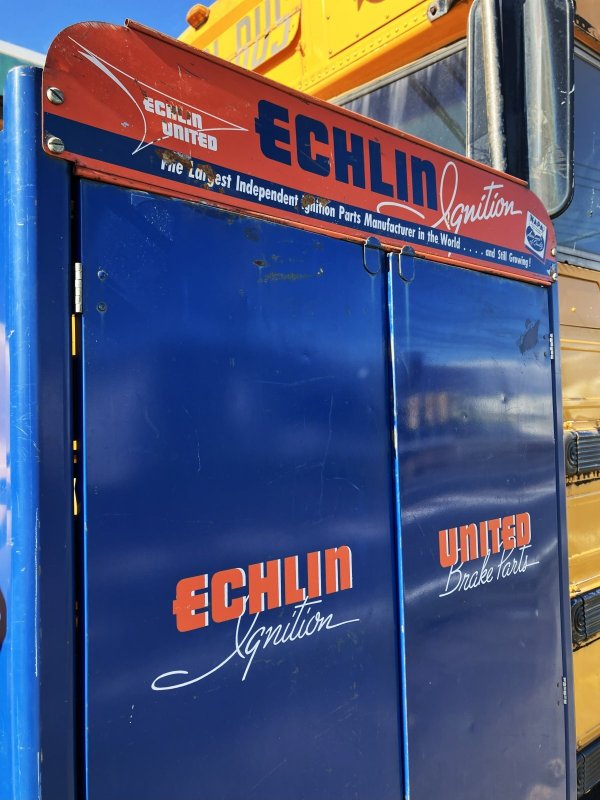 BUS
ECHLIN
UNITED
ECHLIN Ignition
The Largest Independent Ignition Parts Manufacturer in the World . . . . and Still Growing!
ECHLIN
Ignition
UNITED
Brake Parts